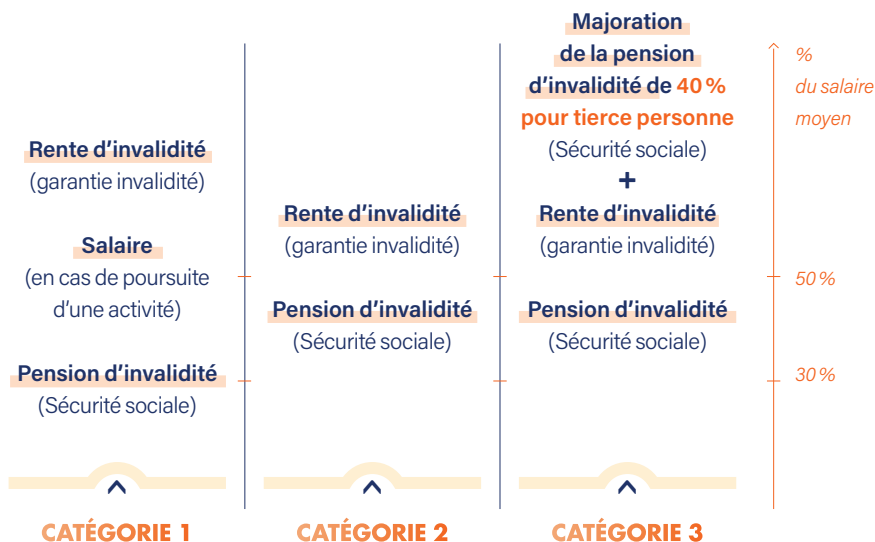 Rente d'invalidité
(garantie invalidité)
Salaire
(en cas de poursuite
d'une activité)
Pension d'invalidité
(Sécurité sociale)
CATÉGORIE 1
Rente d'invalidité
(garantie invalidité)
Pension d'invalidité
(Sécurité sociale)
CATÉGORIE 2
Majoration
de la pension
d'invalidité de 40 %
pour tierce personne
(Sécurité sociale)
+
Rente d'invalidité
(garantie invalidité)
Pension d'invalidité
(Sécurité sociale)
CATÉGORIE 3
%
du salaire
moyen
50 %
30 %